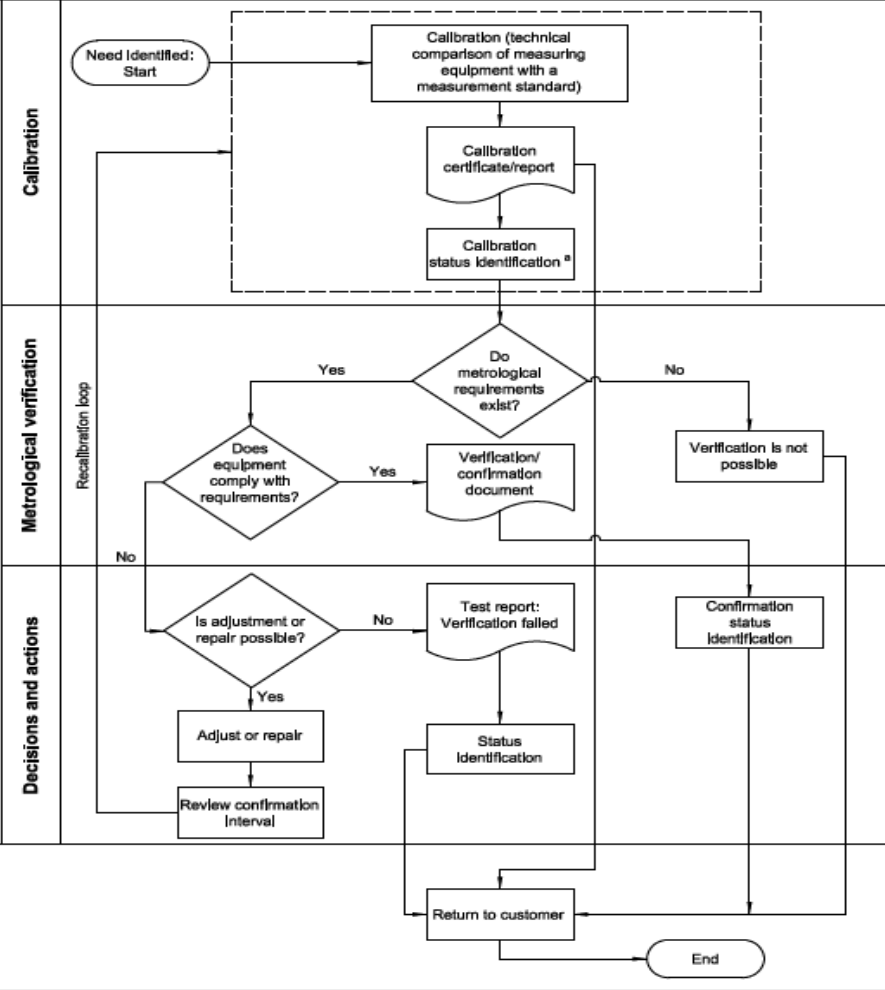 Calibration
Need identified:
Start
Calibration (technical
comparison of measuring
equipment with a
measurement standard)
Calibration
certificate/report
Calibration
status identification a
Metrological verification
Recalibration loop
Do
metrological
requirements
exist?
Yes
No
Does
equipment
comply with
requirements?
Yes
Verification/
confirmation
document
Verification is not
possible
No
Decisions and actions
Is adjustment or
repair possible?
No
Test report:
Verification failed
Confirmation
status
identification
Yes
Adjust or repair
Status
identification
Review confirmation
interval
Return to customer
End